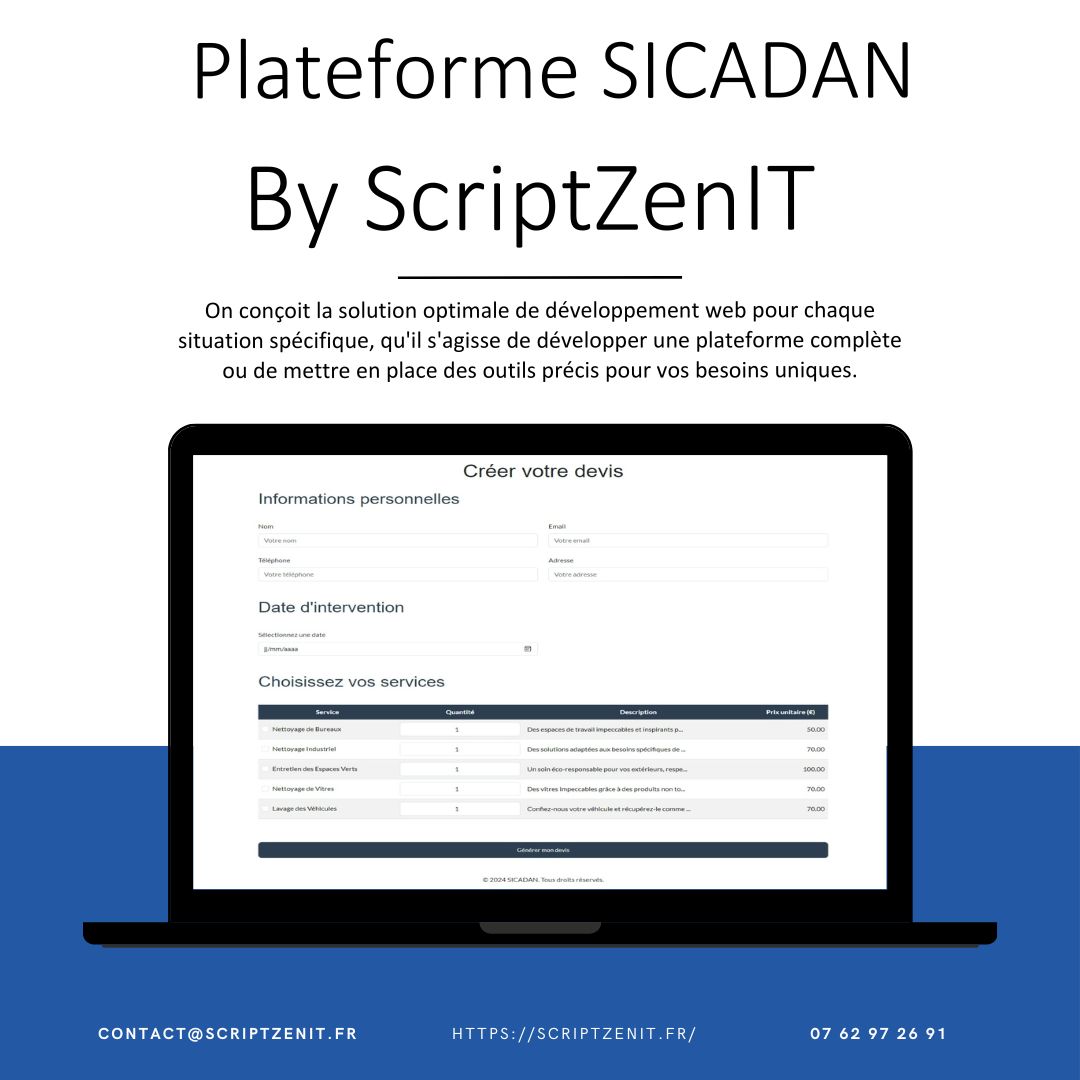 Plateforme SICADAN
By ScriptZenIT
On conçoit la solution optimale de développement web pour chaque
situation spécifique, qu'il s'agisse de développer une plateforme complète
ou de mettre en place des outils précis pour vos besoins uniques.
Créer votre devis
Informations personnelles
Nom Email
Votre nom Votre email
Téléphone Adresse
Votre téléphone Votre adresse
Date d'intervention
Sélectionnez une date
jj/mm/aaaa
Choisissez vos services
Service Quantité Description Prix unitaire (€)
Nettoyage de Bureaux 1 Des espaces de travail impeccables et inspirants p... 50.00
Nettoyage Industriel 1 Des solutions adaptées aux besoins spécifiques de ... 70.00
Entretien des Espaces Verts 1 Un soin éco-responsable pour vos extérieurs, respe... 100.00
Nettoyage de Vitres 1 Des vitres impeccables grâce à des produits non to... 70.00
Lavage des Véhicules 1 Confiez-nous votre véhicule et récupérez-le comme ... 70.00
Générer mon devis
© 2024 SICADAN. Tous droits réservés.
CONTACT@SCRIPTZENIT.FR HTTPS://SCRIPTZENIT.FR/ 07 62 97 26 91